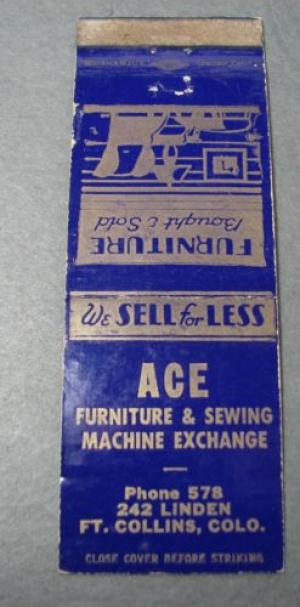 FURNITURE
Bought & Sold
WE SELL for LESS
ACE
FURNITURE & SEWING
MACHINE EXCHANGE
Phone 578
242 LINDEN
FT. COLLINS, COLO.
CLOSE COVER BEFORE STRIKING